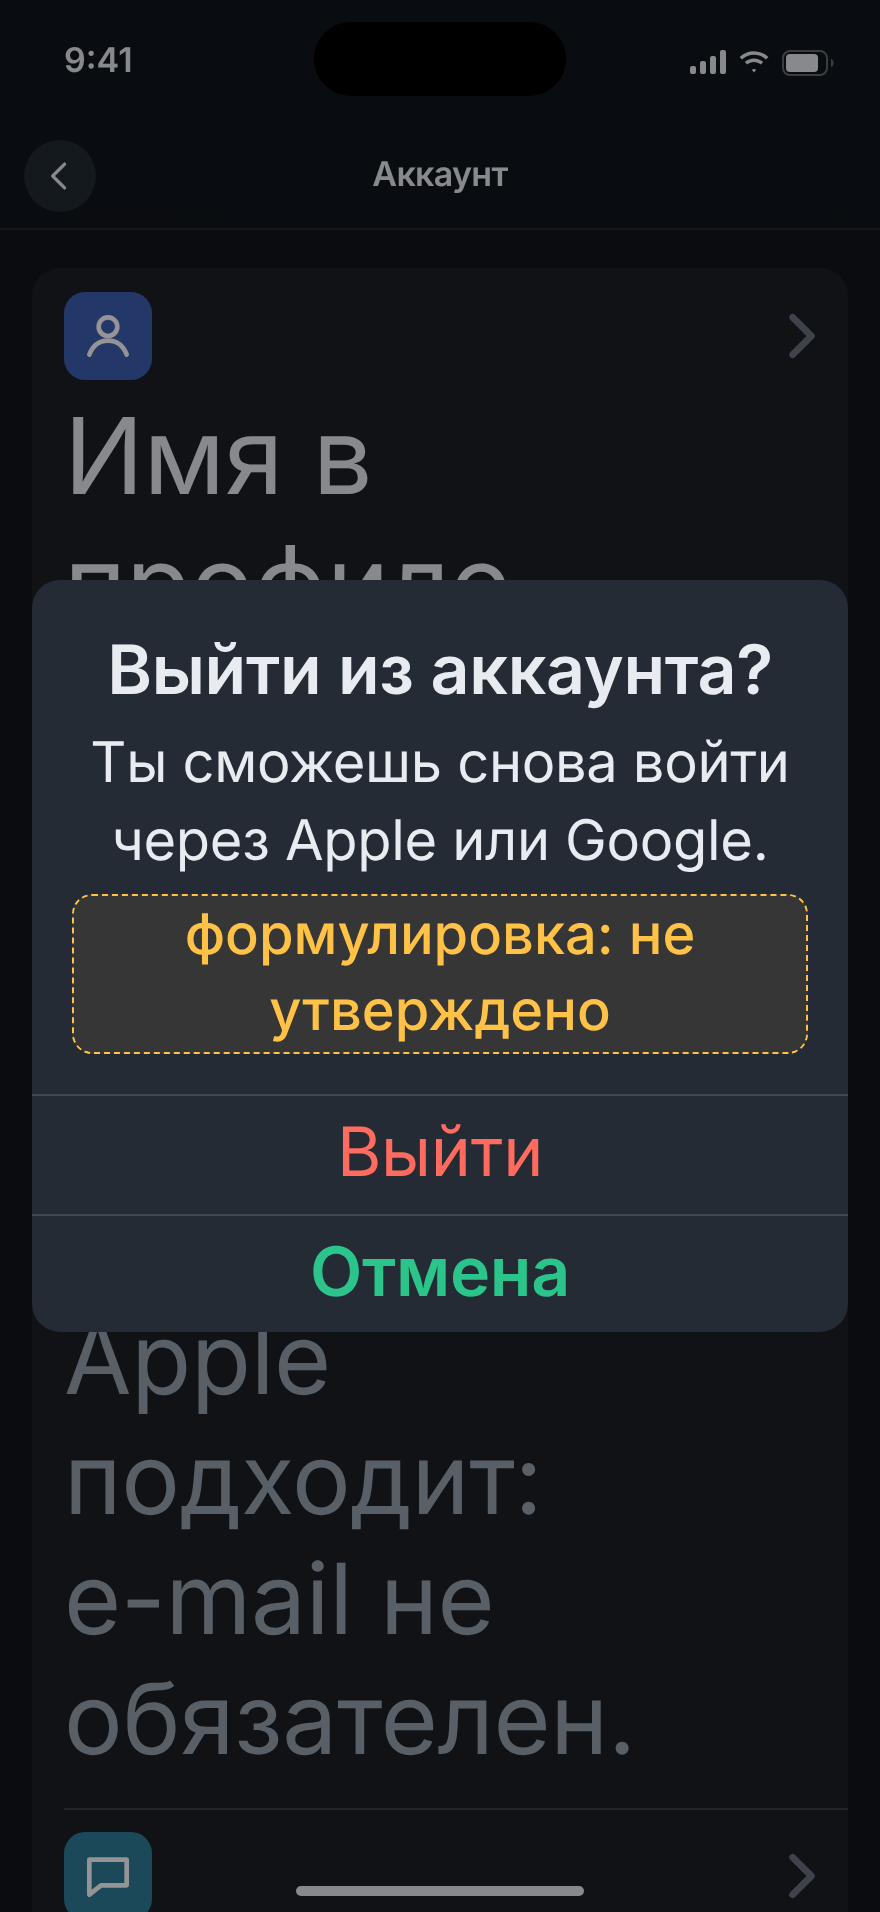 9:41
Аккаунт
Имя в
профиле
Выйти из аккаунта?
Ты сможешь снова войти
через Apple или Google.
формулировка: не
утверждено
Выйти
Отмена
Apple
подходит:
e-mail не
обязателен.